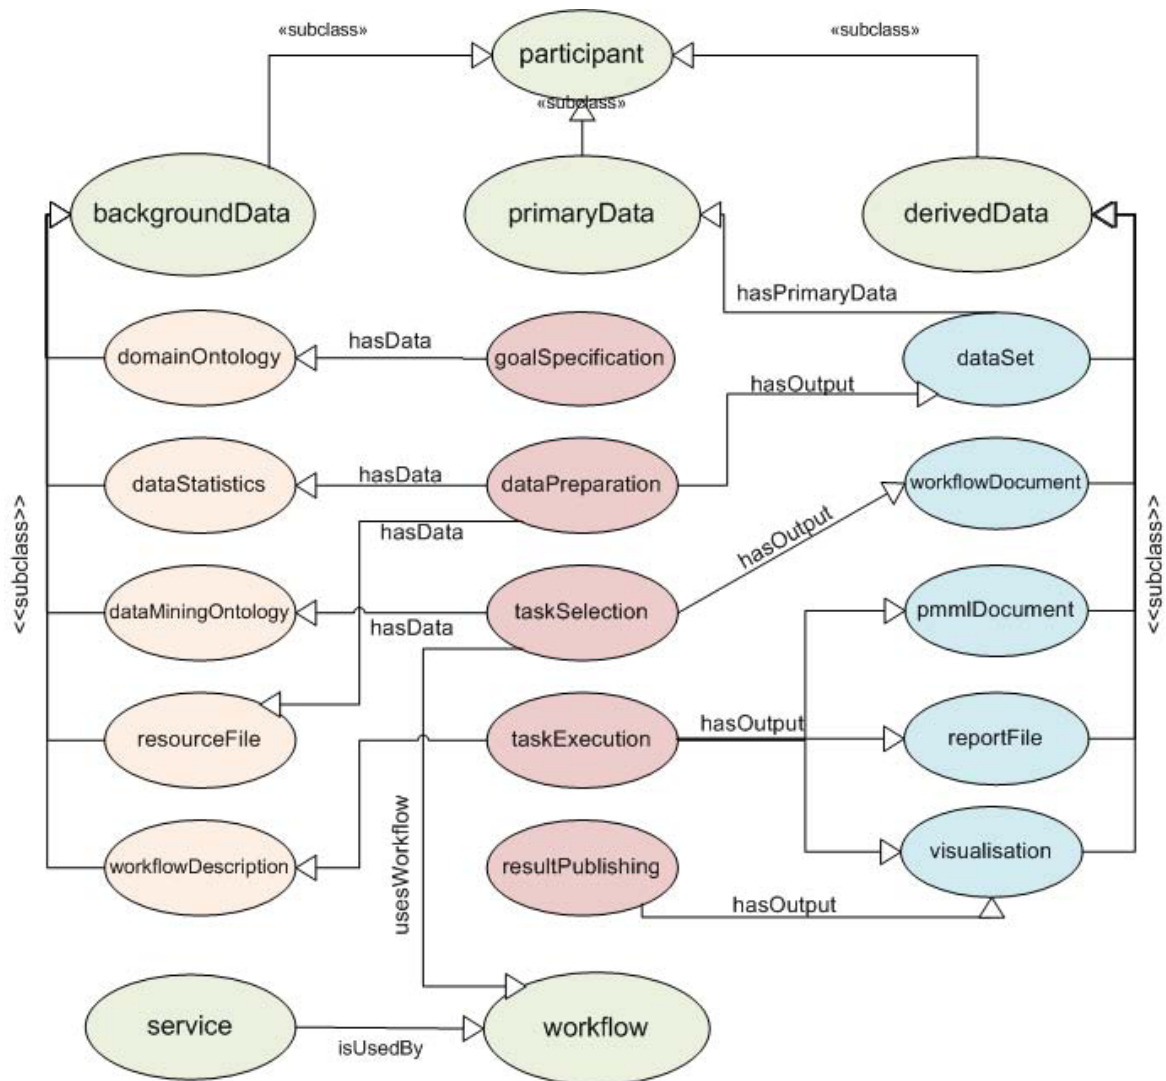 «subclass»
«subclass»
participant
«subclass»
backgroundData
primaryData
derivedData
hasPrimaryData
domainOntology
hasData
goalSpecification
dataSet
hasOutput
dataStatistics
hasData
dataPreparation
workflowDocument
hasData
hasOutput
<<subclass>>
<<subclass>>
dataMiningOntology
hasData
taskSelection
pmmlDocument
resourceFile
taskExecution
hasOutput
reportFile
workflowDescription
usesWorkflow
resultPublishing
visualisation
hasOutput
service
isUsedBy
workflow